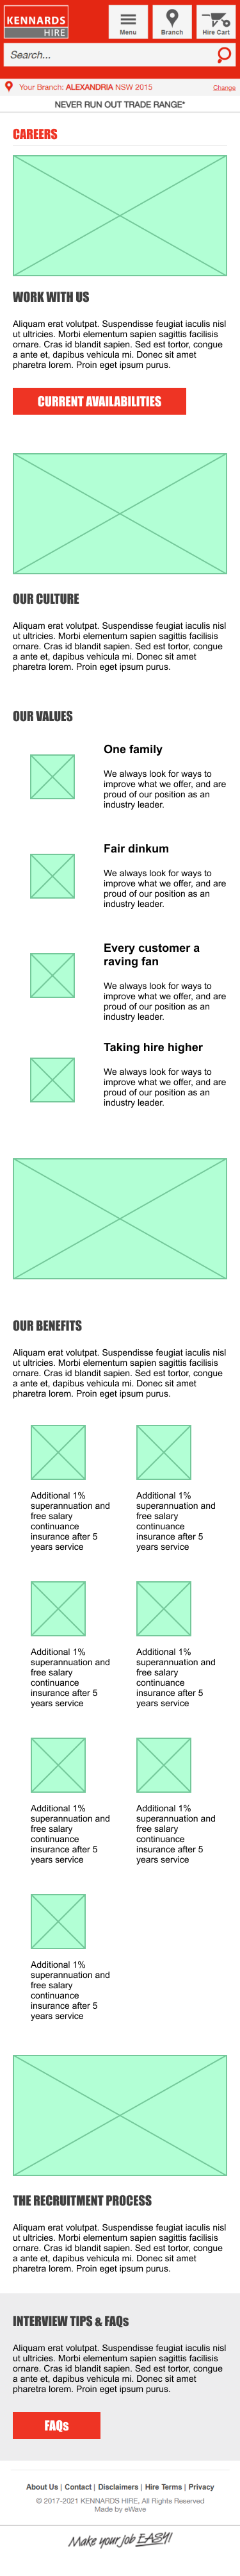 KENNARDS
HIRE
Menu
Branch
Hire Cart
Search...
Your Branch: ALEXANDRIA NSW 2015
Change
NEVER RUN OUT TRADE RANGE*
CAREERS
WORK WITH US
Aliquam erat volutpat. Suspendisse feugiat iaculis nisl
ut ultricies. Morbi elementum sapien sagittis facilisis
ornare. Cras id blandit sapien. Sed est tortor, congue
a ante et, dapibus vehicula mi. Donec sit amet
pharetra lorem. Proin eget ipsum purus.
CURRENT AVAILABILITIES
OUR CULTURE
Aliquam erat volutpat. Suspendisse feugiat iaculis nisl
ut ultricies. Morbi elementum sapien sagittis facilisis
ornare. Cras id blandit sapien. Sed est tortor, congue
a ante et, dapibus vehicula mi. Donec sit amet
pharetra lorem. Proin eget ipsum purus.
OUR VALUES
One family
We always look for ways to
improve what we offer, and are
proud of our position as an
industry leader.
Fair dinkum
We always look for ways to
improve what we offer, and are
proud of our position as an
industry leader.
Every customer a
raving fan
We always look for ways to
improve what we offer, and are
proud of our position as an
industry leader.
Taking hire higher
We always look for ways to
improve what we offer, and are
proud of our position as an
industry leader.
OUR BENEFITS
Aliquam erat volutpat. Suspendisse feugiat iaculis nisl
ut ultricies. Morbi elementum sapien sagittis facilisis
ornare. Cras id blandit sapien. Sed est tortor, congue
a ante et, dapibus vehicula mi. Donec sit amet
pharetra lorem. Proin eget ipsum purus.
Additional 1%
superannuation and
free salary
continuance
insurance after 5
years service
Additional 1%
superannuation and
free salary
continuance
insurance after 5
years service
Additional 1%
superannuation and
free salary
continuance
insurance after 5
years service
Additional 1%
superannuation and
free salary
continuance
insurance after 5
years service
Additional 1%
superannuation and
free salary
continuance
insurance after 5
years service
Additional 1%
superannuation and
free salary
continuance
insurance after 5
years service
Additional 1%
superannuation and
free salary
continuance
insurance after 5
years service
THE RECRUITMENT PROCESS
Aliquam erat volutpat. Suspendisse feugiat iaculis nisl
ut ultricies. Morbi elementum sapien sagittis facilisis
ornare. Cras id blandit sapien. Sed est tortor, congue
a ante et, dapibus vehicula mi. Donec sit amet
pharetra lorem. Proin eget ipsum purus.
INTERVIEW TIPS & FAQs
Aliquam erat volutpat. Suspendisse feugiat iaculis nisl
ut ultricies. Morbi elementum sapien sagittis facilisis
ornare. Cras id blandit sapien. Sed est tortor, congue
a ante et, dapibus vehicula mi. Donec sit amet
pharetra lorem. Proin eget ipsum purus.
FAQs
About Us | Contact | Disclaimers | Hire Terms | Privacy
© 2017-2021 KENNARDS HIRE, All Rights Reserved
Made by eWave
Make your job EASY!